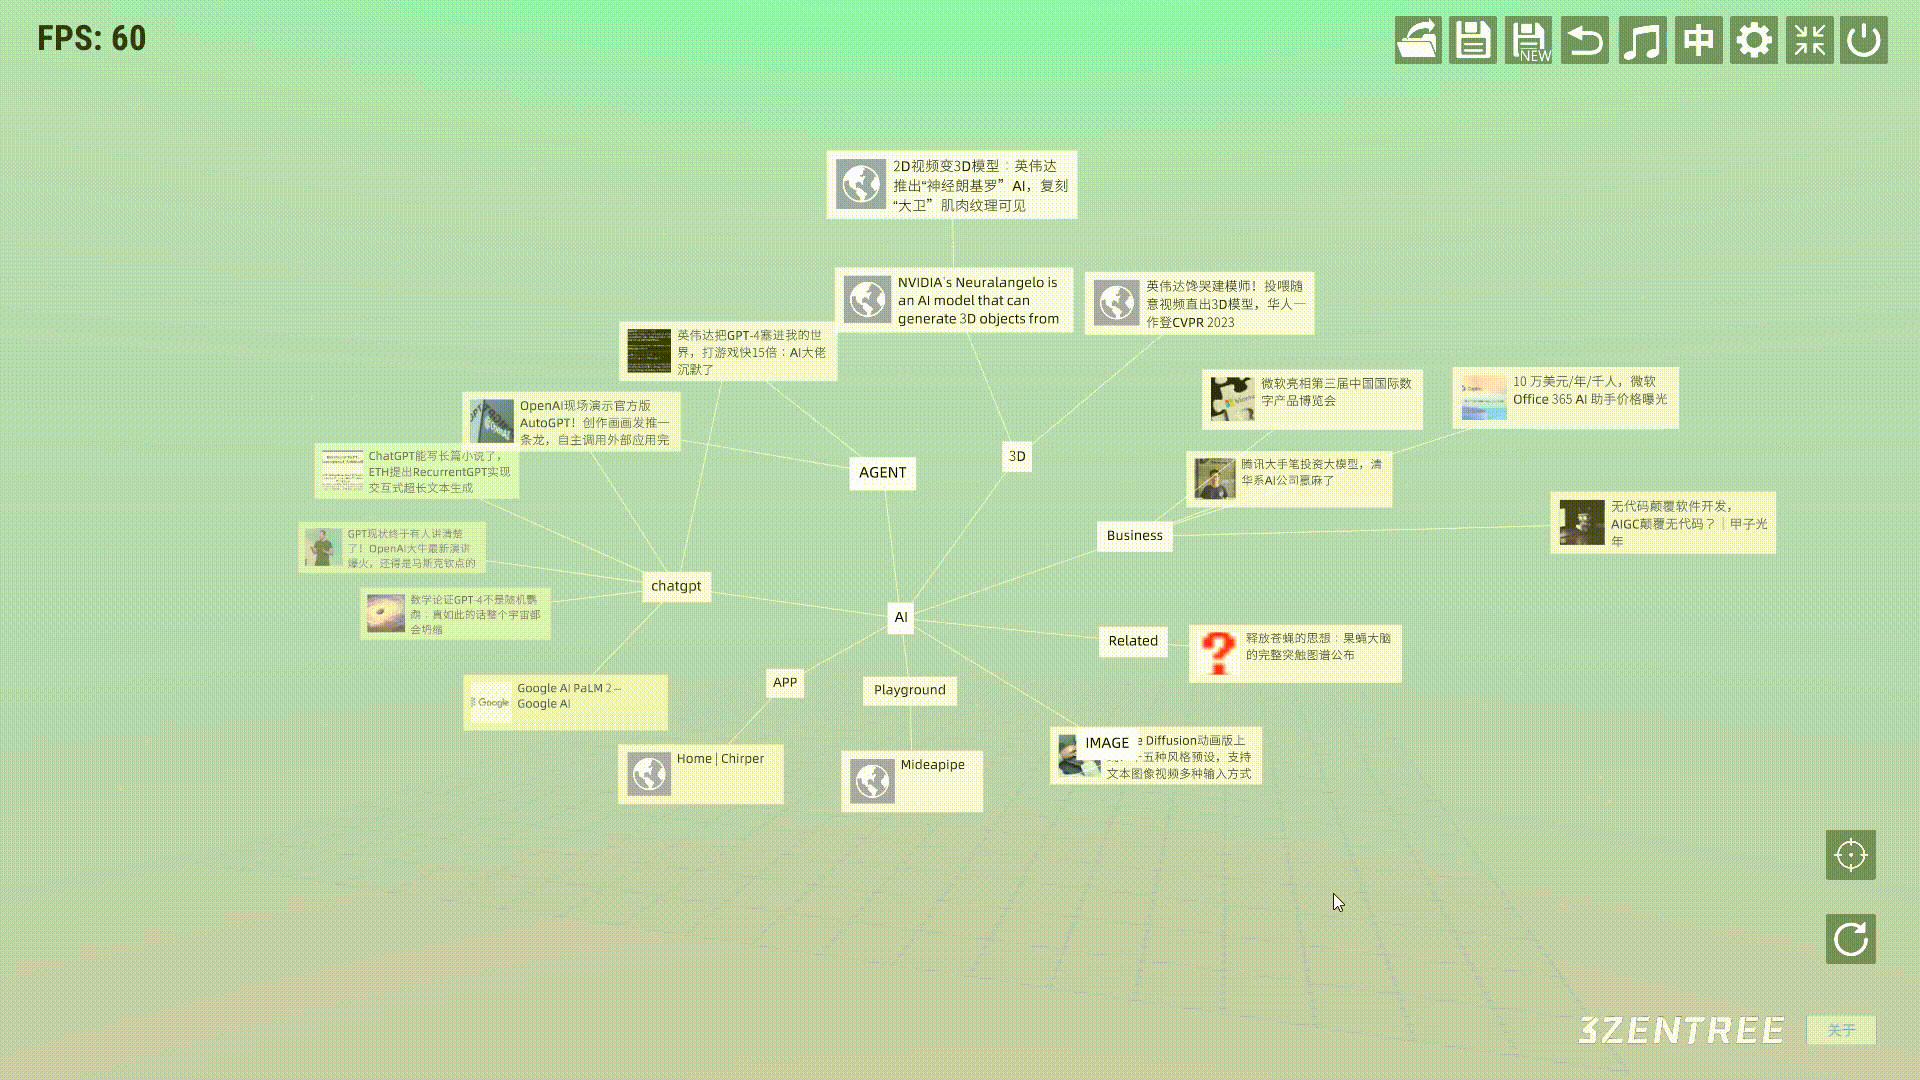 FPS: 60
NEW
中
2D视频变3D模型：英伟达
推出“神经朗基罗”AI，复刻
“大卫”肌肉纹理可见
NVIDIA's Neuralangelo is
an AI model that can
generate 3D objects from
英伟达馋哭建模师！投喂随
意视频直出3D模型，华人一
作登CVPR 2023
英伟达把GPT-4塞进我的世
界，打游戏快15倍：AI大佬
沉默了
微软亮相第三届中国国际数
字产品博览会
10 万美元/年/千人，微软
Office 365 AI 助手价格曝光
OpenAI现场演示官方版
AutoGPT！创作画画发推一
条龙，自主调用外部应用完
ChatGPT能写长篇小说了，
ETH提出RecurrentGPT实现
交互式超长文本生成
AGENT
3D
腾讯大手笔投资大模型，清
华系AI公司赢麻了
无代码颠覆软件开发，
AIGC颠覆无代码？｜甲子光
年
GPT现状终于有人讲清楚
了！OpenAI大牛最新演讲
爆火，还得是马斯克钦点的
Business
chatgpt
数学论证GPT-4不是随机鹦
鹉：真如此的话整个宇宙都
会坍缩
AI
Related
释放苍蝇的思想：果蝇大脑
的完整突触图谱公布
Google AI PaLM 2 –
Google AI
Google
APP
Playground
IMAGE
e Diffusion动画版上
五种风格预设，支持
文本图像视频多种输入方式
Home | Chirper
Mideapipe
3ZENTREE
关于